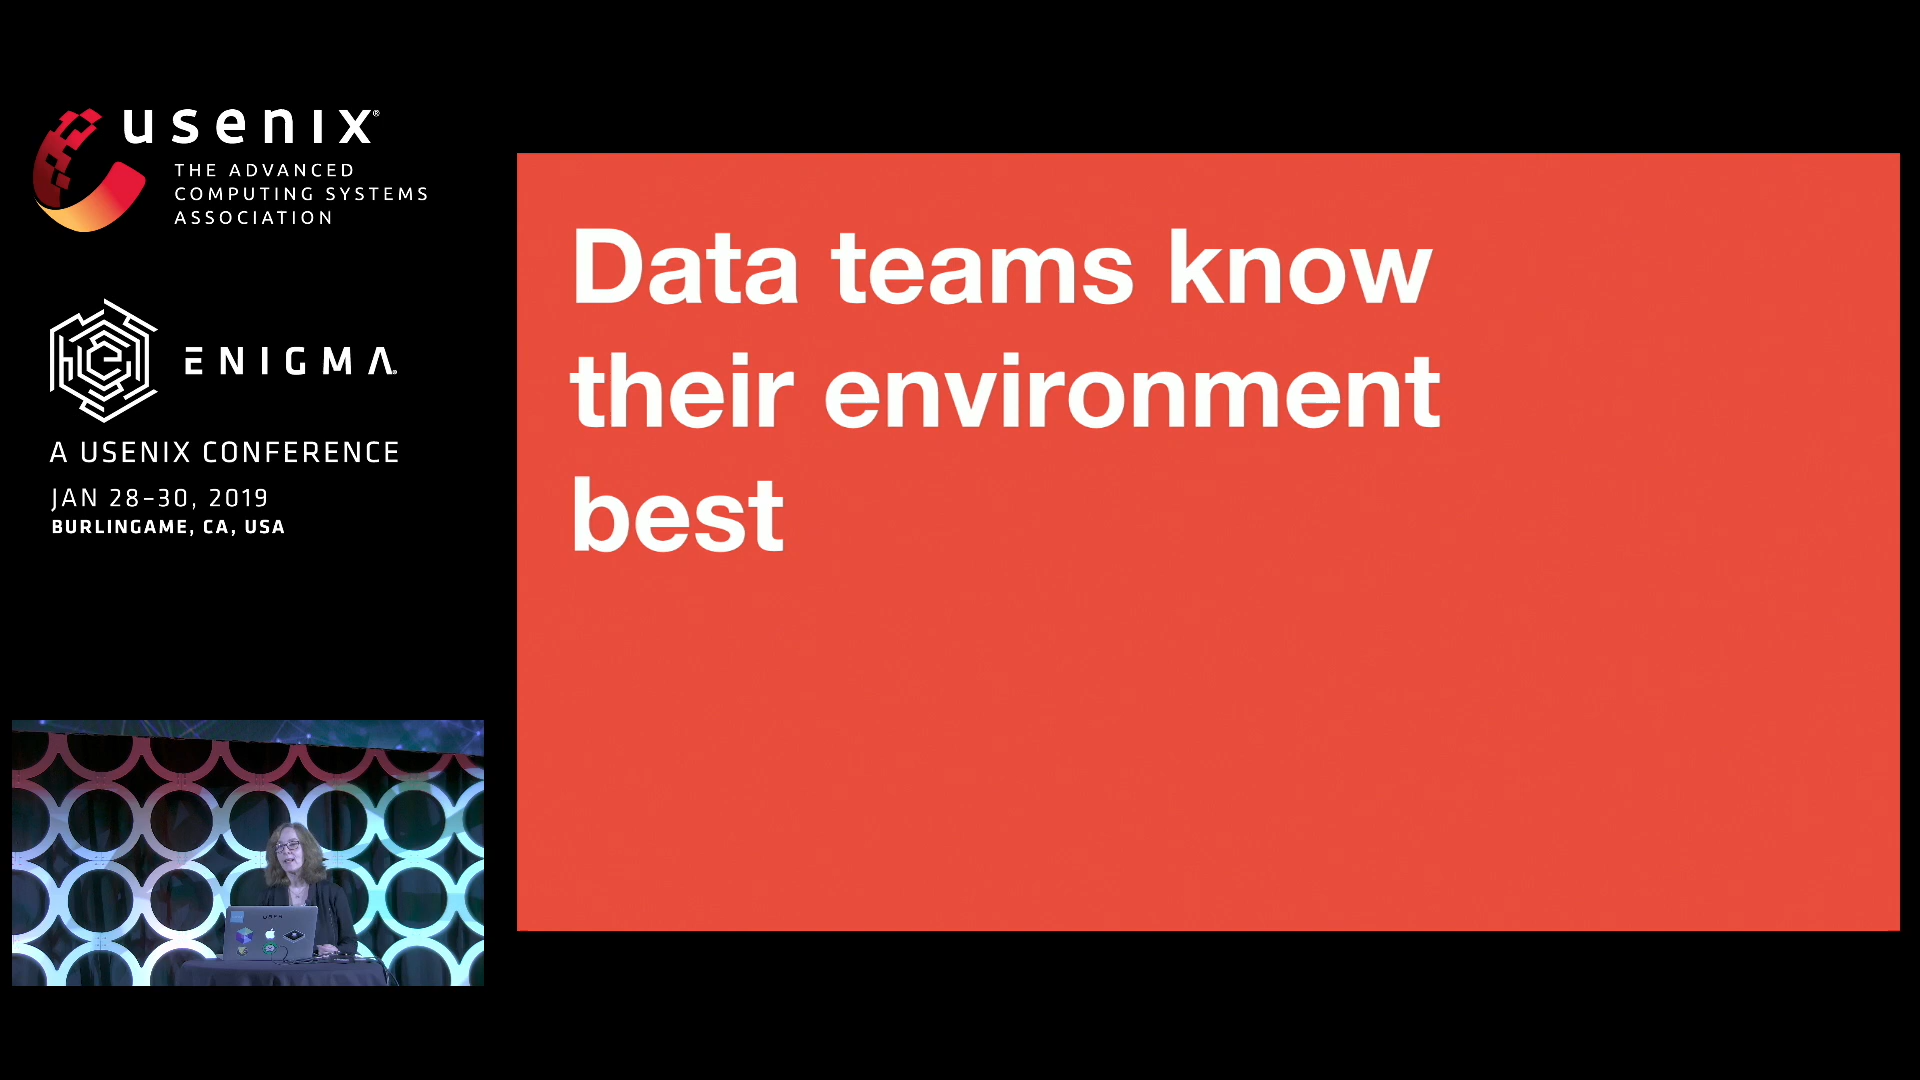 usenix®
THE ADVANCED
COMPUTING SYSTEMS
ASSOCIATION
ENIGMA
A USENIX CONFERENCE
JAN 28–30, 2019
BURLINGAME, CA, USA
Data teams know
their environment
best